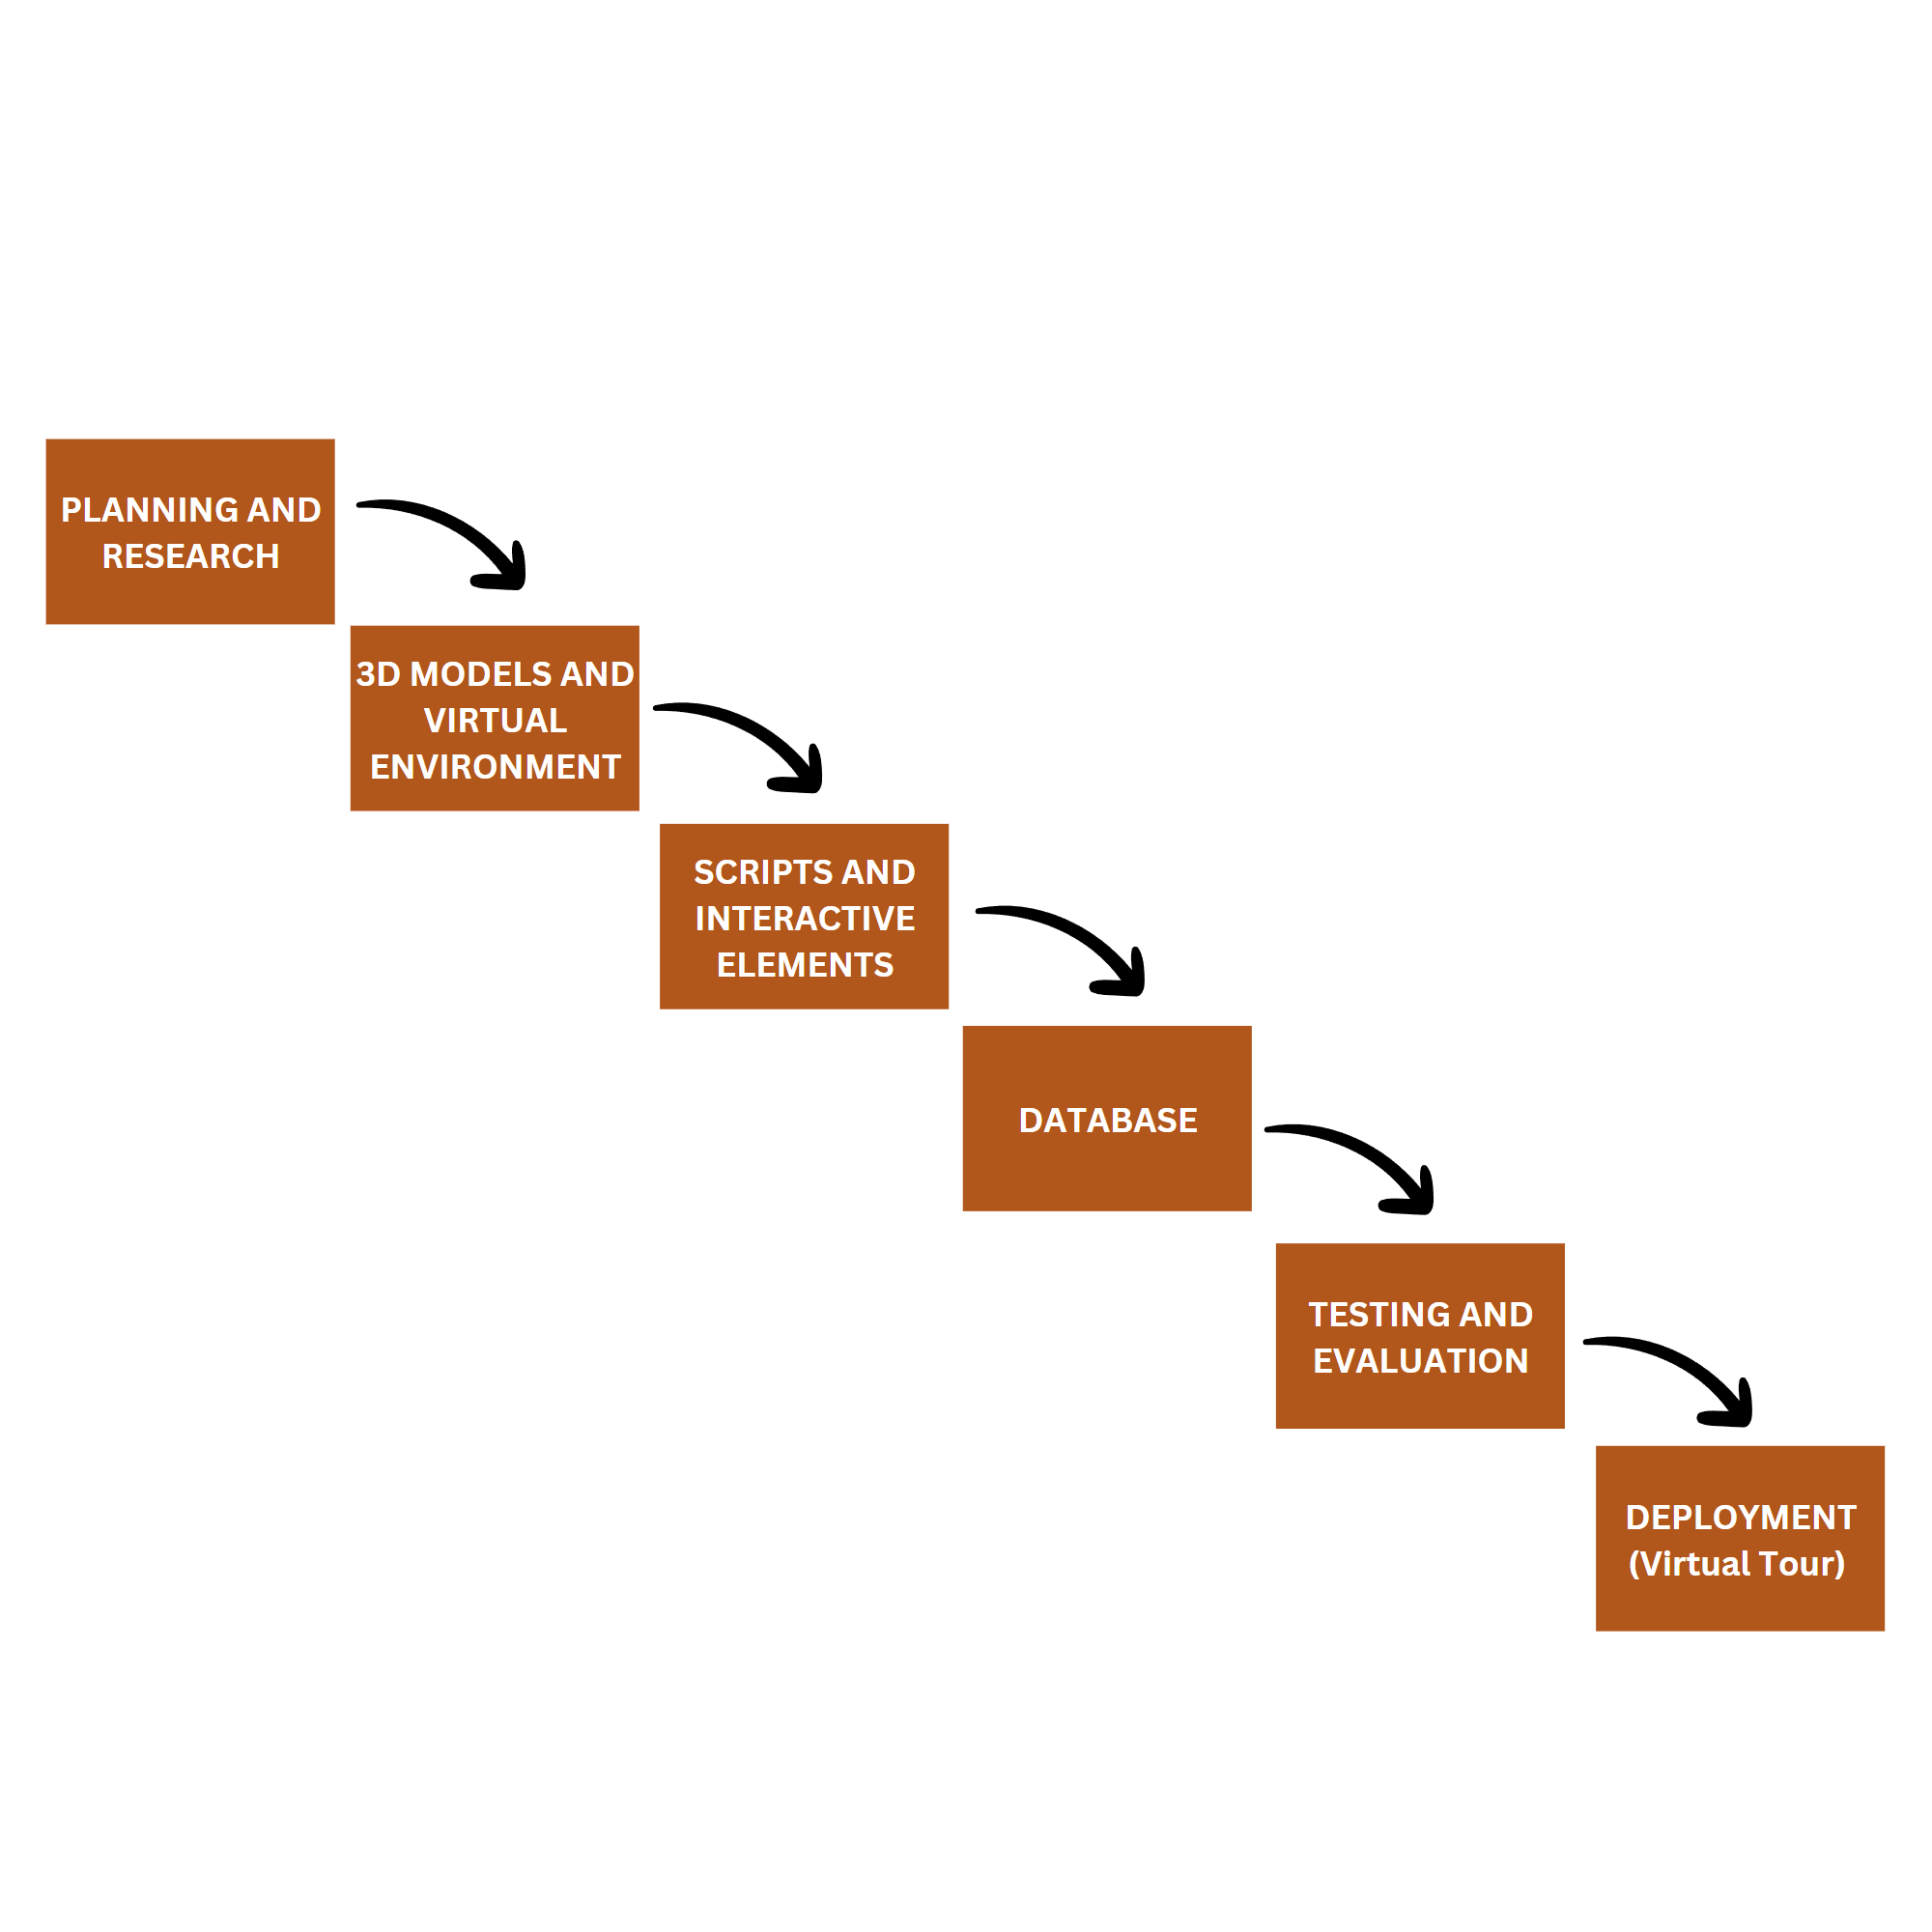 PLANNING AND
RESEARCH
3D MODELS AND
VIRTUAL
ENVIRONMENT
SCRIPTS AND
INTERACTIVE
ELEMENTS
DATABASE
TESTING AND
EVALUATION
DEPLOYMENT
(Virtual Tour)